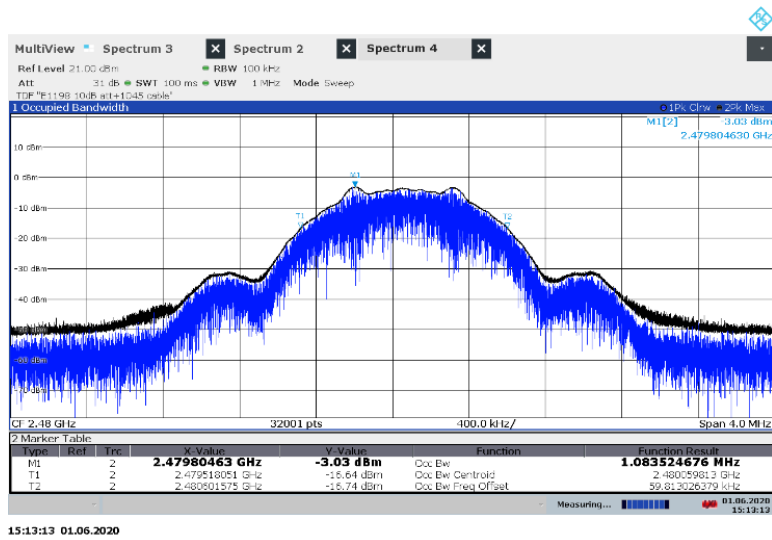 R S
MultiView Spectrum 3 X Spectrum 2 X Spectrum 4 X
Ref Level 21.00 dBm RBW 100 kHz
Att 31 dB SWT 100 ms VBW 1 MHz Mode Sweep
TDF "E1198 10dB att+1045 cable"
1 Occupied Bandwidth 1Pk Clrw 2Pk Max
M1[2] -3.03 dBm
2.479804630 GHz
10 dBm
M1
0 dBm
-10 dBm
T1 T2
-20 dBm
-30 dBm
-40 dBm
-60 dBm
-70 dBm
CF 2.48 GHz 32001 pts 400.0 kHz/ Span 4.0 MHz
2 Marker Table
Type Ref Trc X-Value Y-Value Function Function Result
M1 2 2.47980463 GHz -3.03 dBm Occ Bw 1.083524676 MHz
T1 2 2.479518051 GHz -16.64 dBm Occ Bw Centroid 2.480059813 GHz
T2 2 2.480601575 GHz -16.74 dBm Occ Bw Freq Offset 59.813026379 kHz
Measuring... 01.06.2020
15:13:13
15:13:13 01.06.2020